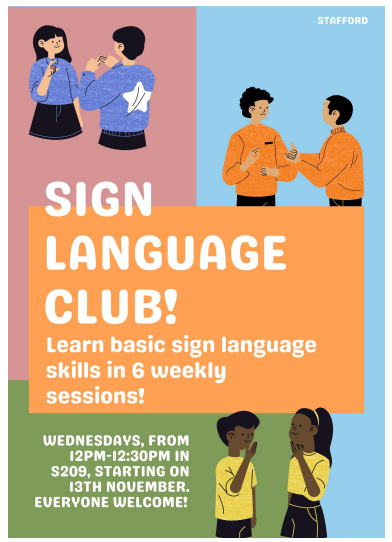 STAFFORD
SIGN
LANGUAGE
CLUB!
Learn basic sign language
skills in 6 weekly
sessions!
WEDNESDAYS, FROM
12PM-12:30PM IN
S209, STARTING ON
13TH NOVEMBER.
EVERYONE WELCOME!